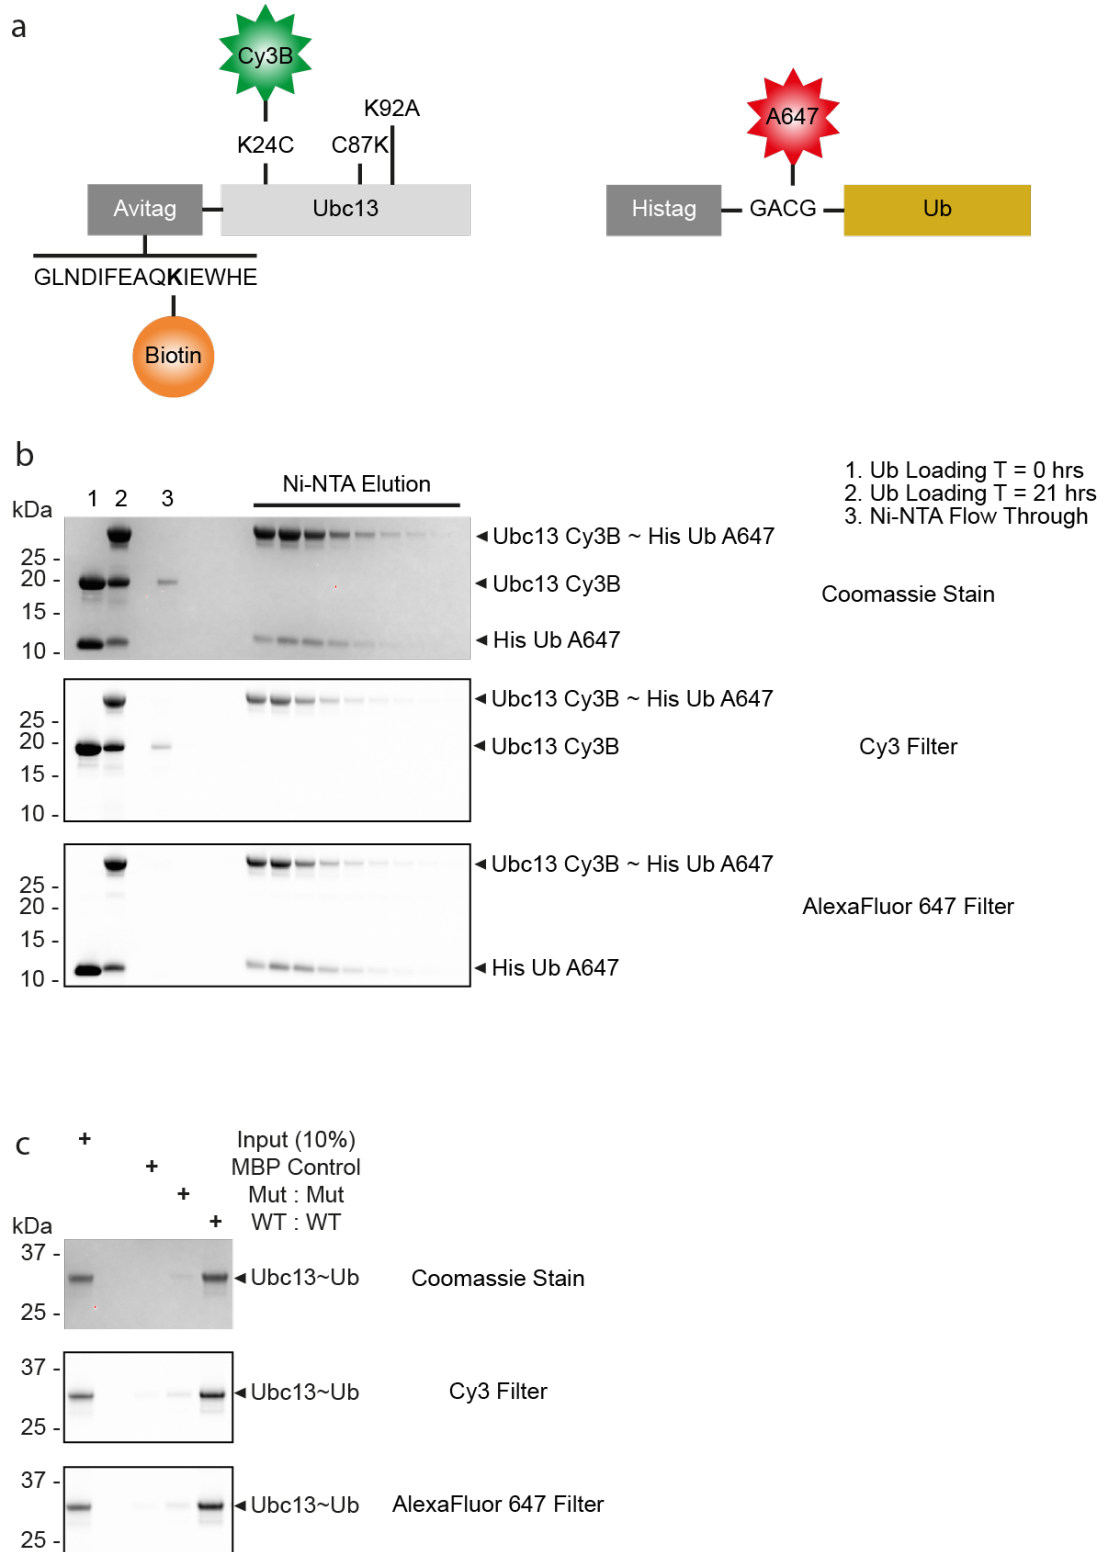 a
Cy3B
K92A
K24C
C87K
Avitag
Ubc13
GLNDIFEAQKIEWHE
Biotin
A647
Histag
GACG
Ub
b
1 2 3
Ni-NTA Elution
1. Ub Loading T = 0 hrs
2. Ub Loading T = 21 hrs
3. Ni-NTA Flow Through
kDa
25 -
20 -
15 -
10 -
Ubc13 Cy3B ~ His Ub A647
Ubc13 Cy3B
His Ub A647
Coomassie Stain
25 -
20 -
15 -
10 -
Ubc13 Cy3B ~ His Ub A647
Ubc13 Cy3B
Cy3 Filter
25 -
20 -
15 -
10 -
Ubc13 Cy3B ~ His Ub A647
His Ub A647
AlexaFluor 647 Filter
c
+ Input (10%)
+ MBP Control
+ Mut : Mut
+ WT : WT
kDa
37 -
25 -
Ubc13~Ub
Coomassie Stain
37 -
25 -
Ubc13~Ub
Cy3 Filter
37 -
25 -
Ubc13~Ub
AlexaFluor 647 Filter